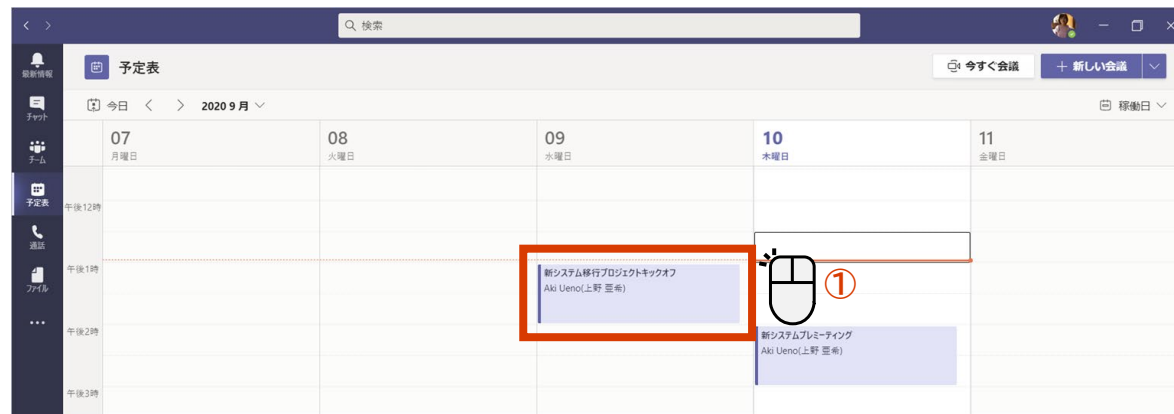 検索
最新情報
チャット
チーム
予定表
通話
ファイル
予定表
今すぐ会議
新しい会議
今日
2020 9 月
稼働日
07
月曜日
08
火曜日
09
水曜日
10
木曜日
11
金曜日
午後12時
午後1時
新システム移行プロジェクトキックオフ
Aki Ueno(上野 亜希)
①
午後2時
新システムプレミーティング
Aki Ueno(上野 亜希)
午後3時